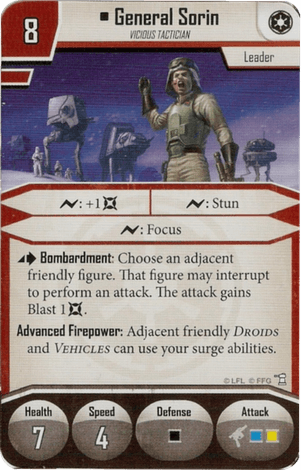 8
General Sorin
VICIOUS TACTICIAN
Leader
: +1
: Stun
: Focus
Bombardment: Choose an adjacent
friendly figure. That figure may interrupt
to perform an attack. The attack gains
Blast 1.
Advanced Firepower: Adjacent friendly DROIDS
and VEHICLES can use your surge abilities.
© LFL © FFG
Health
7
Speed
4
Defense
Attack